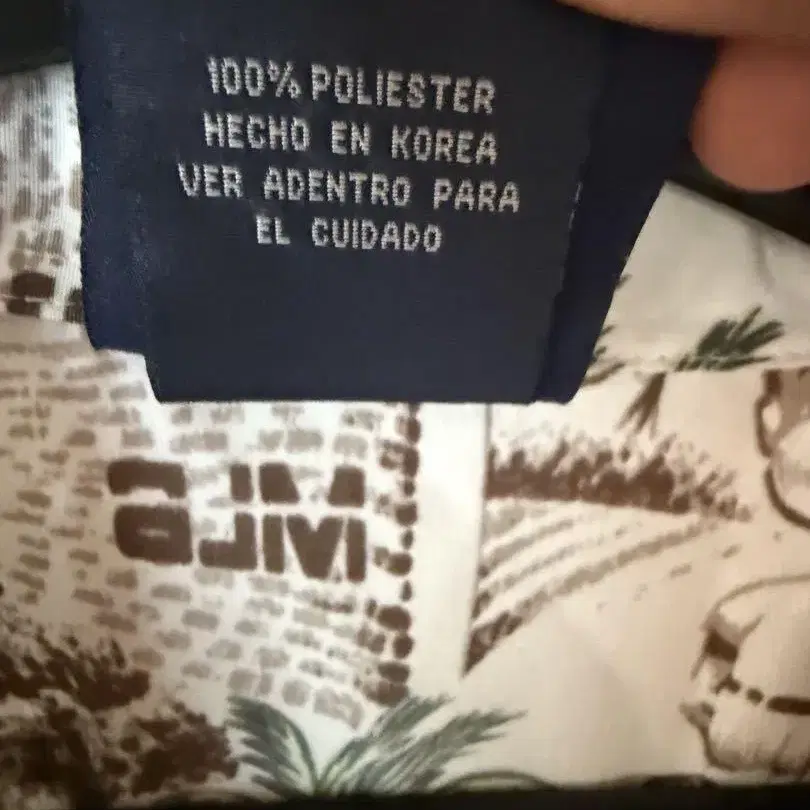 100% POLIESTER
HECHO EN KOREA
VER ADENTRO PARA
EL CUIDADO